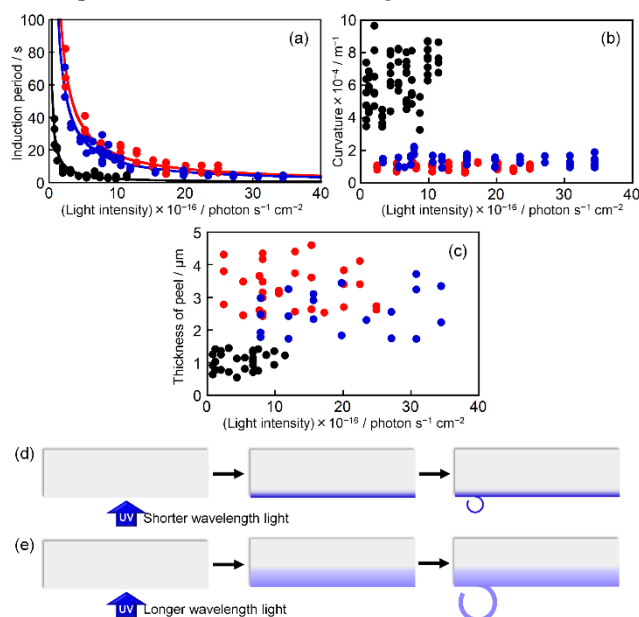 (a)
Induction period / s
100
80
60
40
20
0
0 10 20 30 40
(Light intensity) × 10⁻¹⁶ / photon s⁻¹ cm⁻²
(b)
Curvature × 10⁻⁴ / m⁻¹
10
8
6
4
2
0
0 10 20 30 40
(Light intensity) × 10⁻¹⁶ / photon s⁻¹ cm⁻²
(c)
Thickness of peel / μm
5
4
3
2
1
0
0 10 20 30 40
(Light intensity) × 10⁻¹⁶ / photon s⁻¹ cm⁻²
(d)
UV Shorter wavelength light
(e)
UV Longer wavelength light